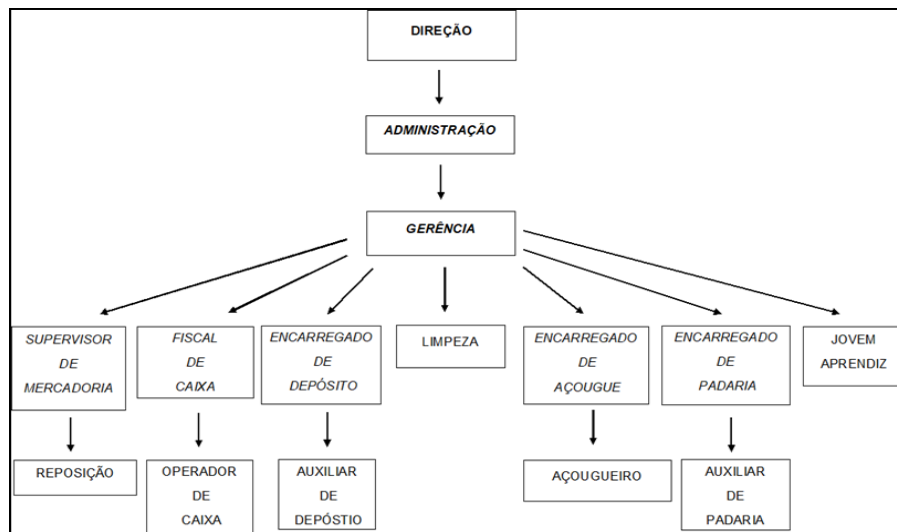 DIREÇÃO
ADMINISTRAÇÃO
GERÊNCIA
SUPERVISOR
DE
MERCADORIA
FISCAL
DE
CAIXA
ENCARREGADO
DE
DEPÓSITO
LIMPEZA
ENCARREGADO
DE
AÇOUGUE
ENCARREGADO
DE
PADARIA
JOVEM
APRENDIZ
REPOSIÇÃO
OPERADOR
DE
CAIXA
AUXILIAR
DE
DEPÓSTIO
AÇOUGUEIRO
AUXILIAR
DE
PADARIA